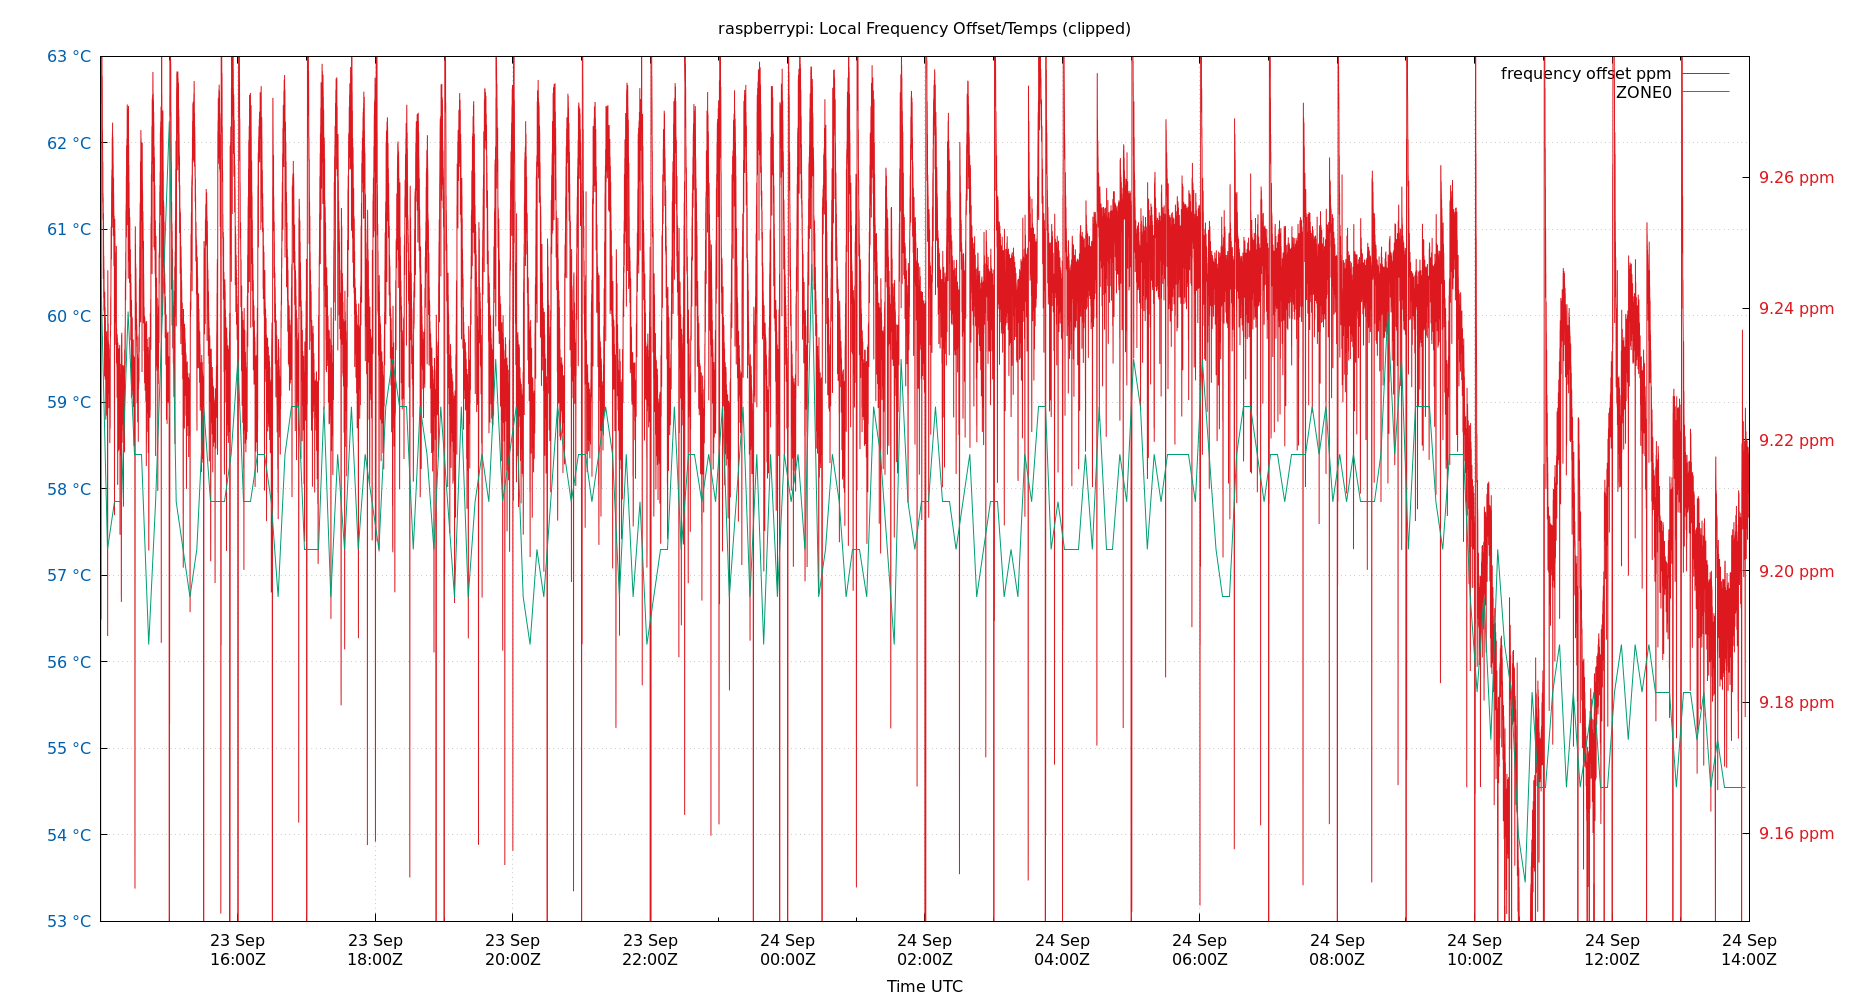 raspberrypi: Local Frequency Offset/Temps (clipped)
63 °C
62 °C
61 °C
60 °C
59 °C
58 °C
57 °C
56 °C
55 °C
54 °C
53 °C
frequency offset ppm
ZONE0
9.26 ppm
9.24 ppm
9.22 ppm
9.20 ppm
9.18 ppm
9.16 ppm
23 Sep
16:00Z
23 Sep
18:00Z
23 Sep
20:00Z
23 Sep
22:00Z
24 Sep
00:00Z
24 Sep
02:00Z
24 Sep
04:00Z
24 Sep
06:00Z
24 Sep
08:00Z
24 Sep
10:00Z
24 Sep
12:00Z
24 Sep
14:00Z
Time UTC